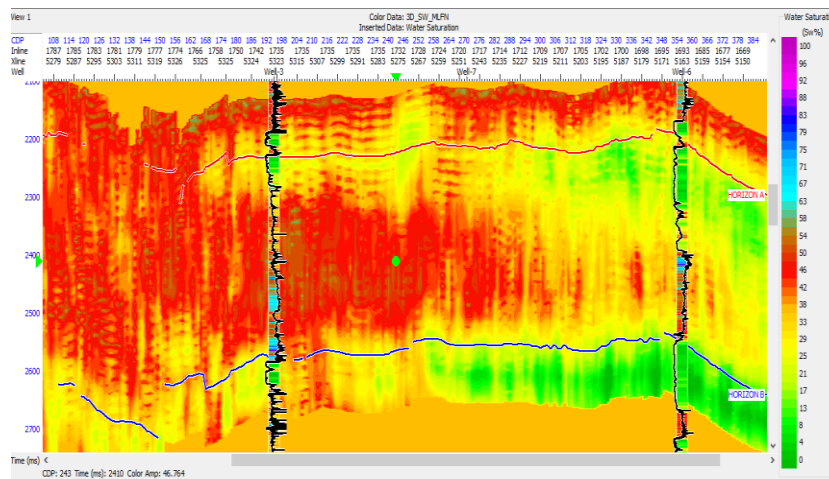 View 1
Color Data: 3D_SW_MLFN
Inserted Data: Water Saturation
Water Saturation
(Sw%)
CDP 108 114 120 126 132 138 144 150 156 162 168 174 180 186 192 198 204 210 216 222 228 234 240 246 252 258 264 270 276 282 288 294 300 306 312 318 324 330 336 342 348 354 360 366 372 378 384
Inline 1787 1785 1783 1781 1779 1777 1774 1766 1758 1750 1742 1735 1735 1735 1735 1735 1732 1728 1724 1720 1717 1714 1712 1709 1707 1705 1702 1700 1698 1695 1693 1685 1677 1669
Xline 5279 5287 5295 5303 5311 5319 5325 5325 5325 5324 5323 5315 5307 5299 5291 5283 5275 5267 5259 5251 5243 5235 5227 5219 5211 5203 5195 5187 5179 5171 5163 5159 5154 5150
Well Well-3 Well-7 Well-6
2100
2200
2300
2400
2500
2600
2700
HORIZON A
HORIZON B
100
96
92
88
83
79
75
71
67
63
58
54
50
46
42
38
33
29
25
21
17
13
8
4
0
Time (ms)
CDP: 243 Time (ms): 2410 Color Amp: 46.764